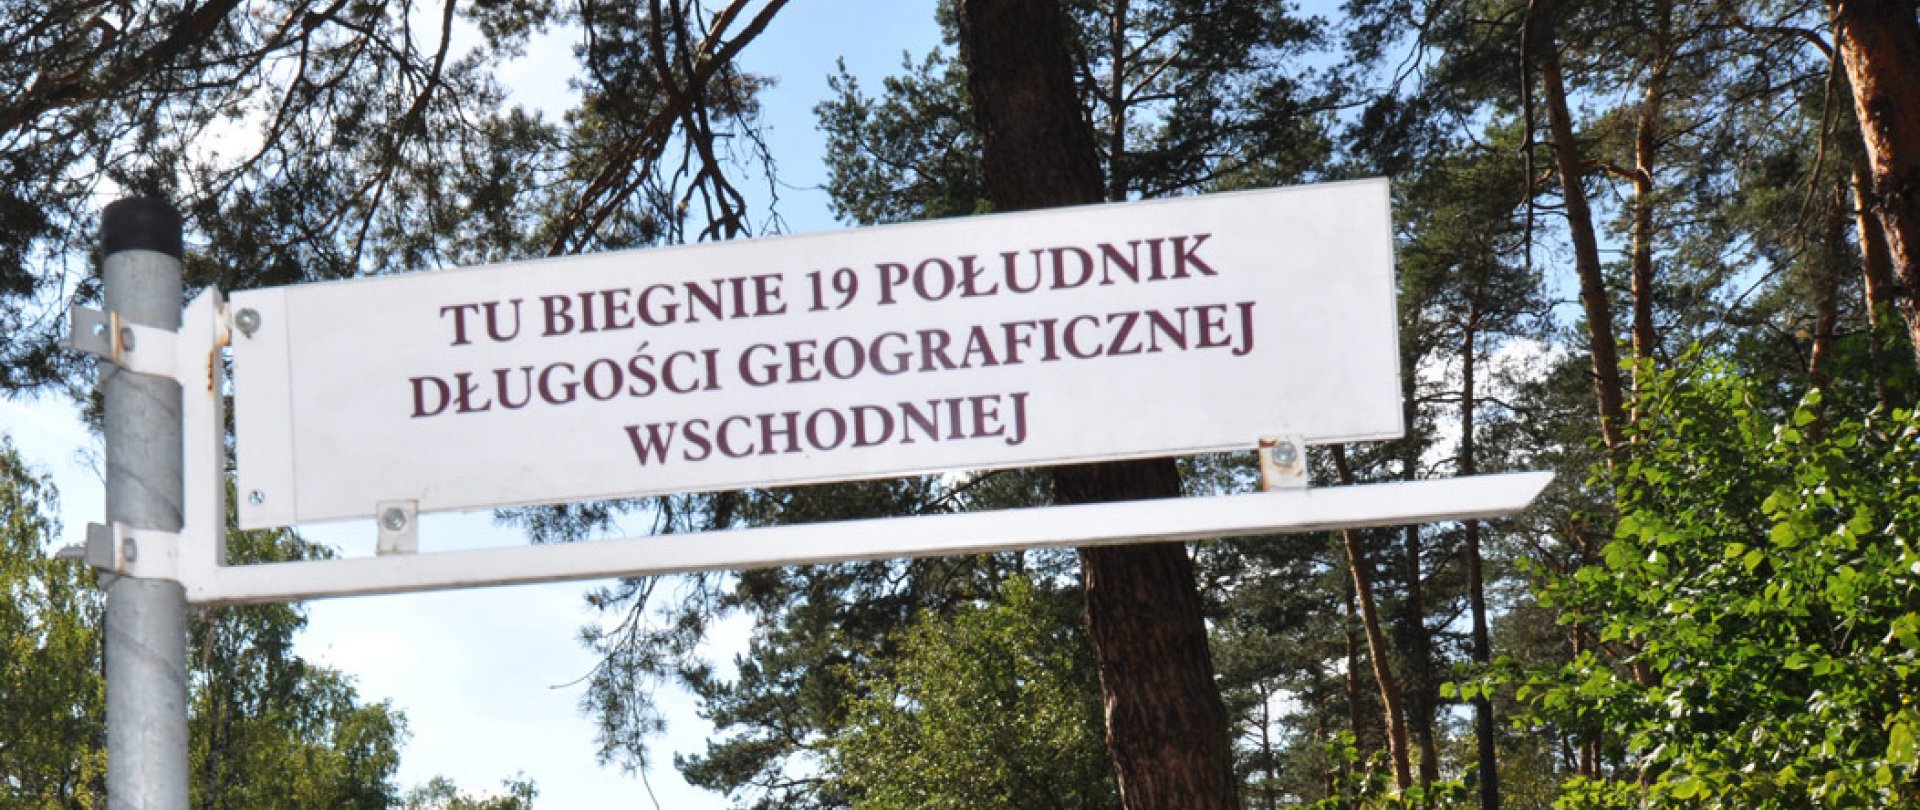 TU BIEGNIE 19 POŁUDNIK
DŁUGOŚCI GEOGRAFICZNEJ
WSCHODNIEJ